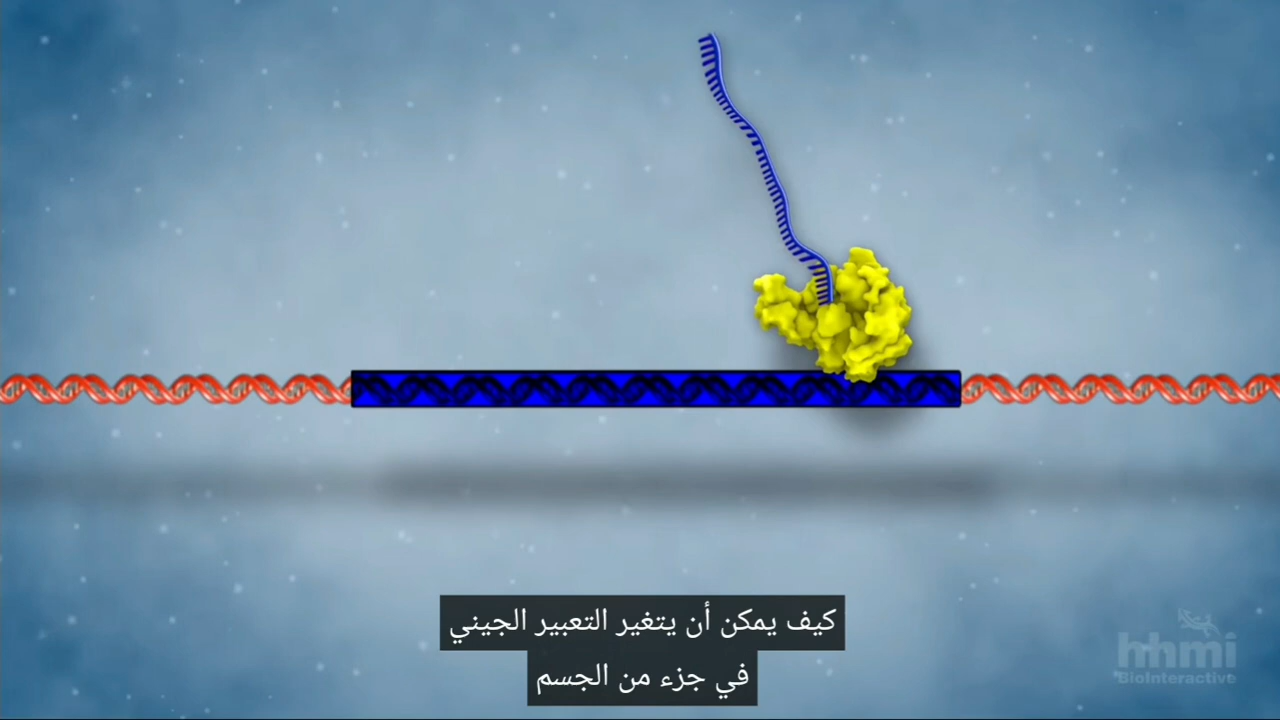 كيف يمكن أن يتغير التعبير الجيني
في جزء من الجسم
hhmi
BioInteractive